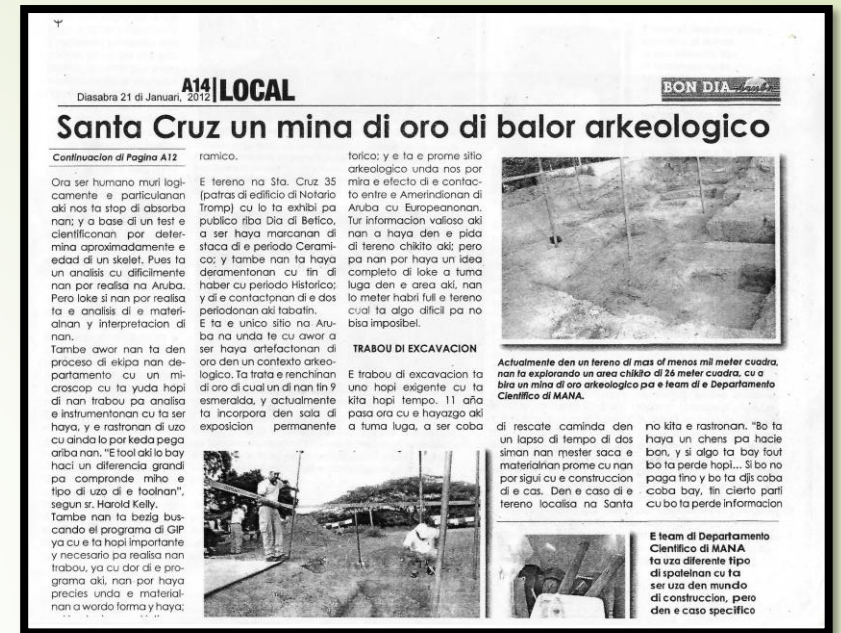 Diasabra 21 di Januari, 2012
A14|LOCAL
BON DIA Aruba
Santa Cruz un mina di oro di balor arkeologico
Continuacion di Pagina A12
Ora ser humano muri logi-
camente e particulanan
aki nos ta stop di absorba
nan; y a base di un test e
cientificonan por deter-
mina aproximadamente e
edad di un skelet. Pues ta
un analisis cu dificilmente
nan por realisa na Aruba.
Pero loke si nan por realisa
ta e analisis di e materi-
alnan y interpretacion di
nan.
Tambe awor nan ta den
proceso di ekipa nan de-
partamento cu un mi-
croscop cu ta yuda hopi
di nan trabou pa analisa
e instrumentonan cu ta ser
haya, y e rastronan di uzo
cu ainda lo por keda pega
ariba nan. "E tool aki lo bay
haci un diferencia grandi
pa compronde miho e
tipo di uzo di e toolnan",
segun sr. Harold Kelly.
Tambe nan ta bezig bus-
cando el programa di GIP
ya cu e ta hopi importante
y necesario pa realisa nan
trabou, ya cu dor di e pro-
grama aki, nan por haya
precies unda e material-
nan a wordo forma y haya;
ramico.
E tereno na Sta. Cruz 35
(patras di edificio di Notario
Tromp) cu lo ta exhibi pa
publico riba Dia di Betico,
a ser haya marcanan di
staca di e periodo Cerami-
co; y tambe nan ta haya
deramentonan cu tin di
haber cu periodo Historico;
y di e contactonan di e dos
periodonan aki tabatin.
E ta e unico sitio na Aru-
ba na unda te cu awor a
ser haya artefactonan di
oro den un contexto arkeo-
logico. Ta trata e renchinan
di oro di cual un di nan tin 9
esmeralda, y actualmente
ta incorpora den sala di
exposicion permanente
torico; y e ta e prome sitio
arkeologico unda nos por
mira e efecto di e contac-
to entre e Amerindionan di
Aruba cu Europeanonan.
Tur informacion valioso aki
nan a haya den e pida
di tereno chikito aki; pero
pa nan por haya un idea
completo di loke a tuma
luga den e area aki, nan
lo meter habri full e tereno
cual ta algo dificil pa no
bisa imposibel.
TRABOU DI EXCAVACION
E trabou di excavacion ta
uno hopi exigente cu ta
kita hopi tempo. 11 aña
pasa ora cu e hayazgo aki
a tuma luga, a ser coba
Actualmente den un tereno di mas of menos mil meter cuadra,
nan ta explorando un area chikito di 26 meter cuadra, cu a
bira un mina di oro arkeologico pa e team di e Departamento
Cientifico di MANA.
di rescate caminda den
un lapso di tempo di dos
siman nan mester saca e
materialnan prome cu nan
por sigui cu e construccion
di e cas. Den e caso di e
tereno localisa na Santa
no kita e rastronan. "Bo ta
haya un chens pa hacie
bon, y si algo ta bay fout
bo ta perde hopi... Si bo no
paga tino y bo ta djis coba
coba bay, tin cierto parti
cu bo ta perde informacion
E team di Departamento
Cientifico di MANA
ta uza diferente tipo
di spatelnan cu ta
ser uza den mundo
di construccion, pero
den e caso specifico